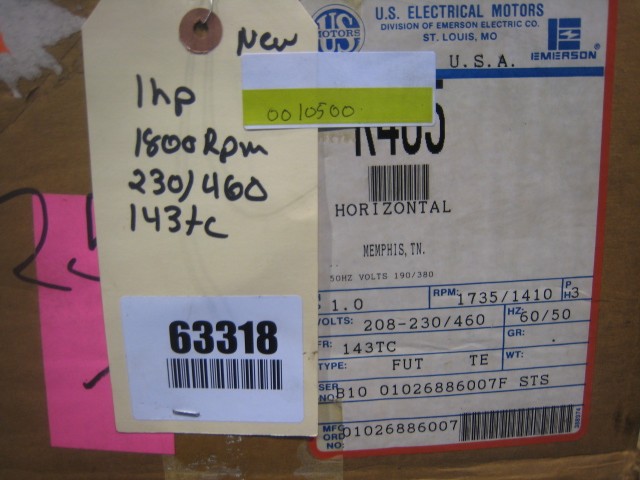 New
1hp
1800 Rpm
230/460
143tc
0010500
63318
US
MOTORS
U.S. ELECTRICAL MOTORS
DIVISION OF EMERSON ELECTRIC CO.
ST. LOUIS, MO
U.S.A.
EMERSON
HORIZONTAL
MEMPHIS, TN.
50HZ VOLTS 190/380
1.0 RPM: 1735/1410 PH 3
VOLTS: 208-230/460 HZ: 60/50
FR: 143TC GR: .
TYPE: FUT TE WT:
SER NO: B10 01026886007F STS
MFG ORD NO: 01026886007